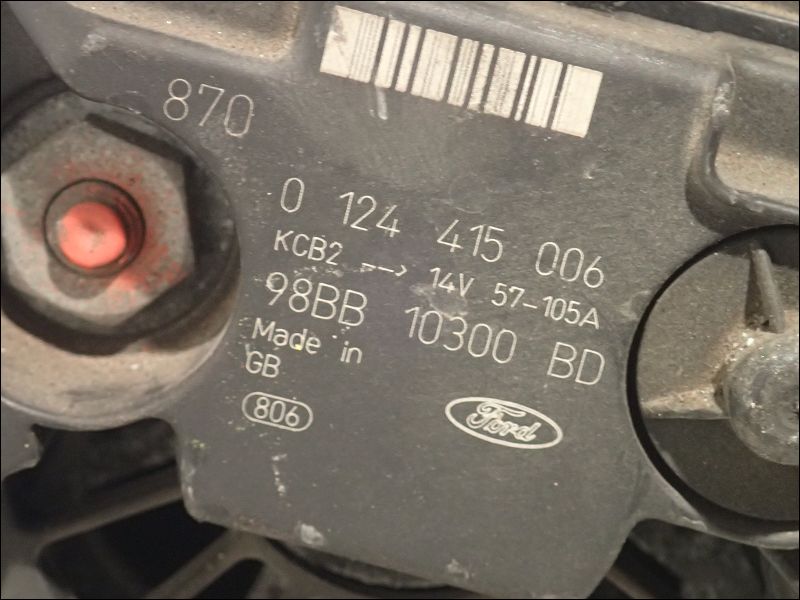 870
0 124 415 006
KCB2 --> 14V 57-105A
98BB 10300 BD
Made in
GB
806
Ford